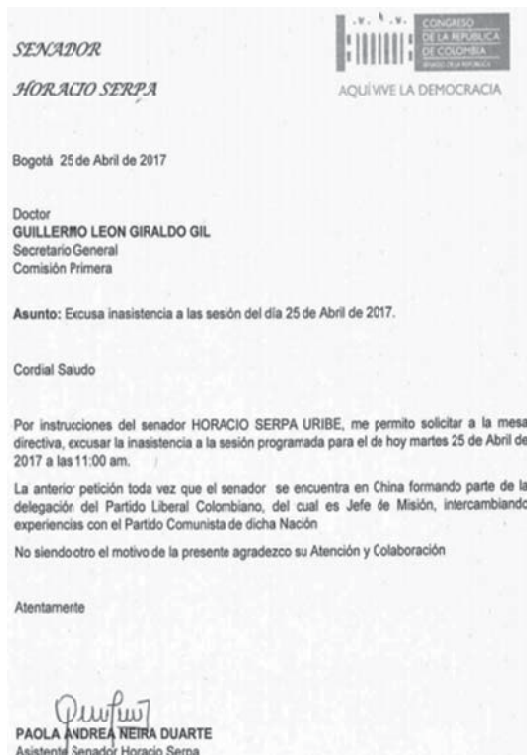 SENADOR
HORACIO SERPA
CONGRESO
DE LA REPÚBLICA
DE COLOMBIA
SENADO DE LA REPÚBLICA
AQUÍ VIVE LA DEMOCRACIA
Bogotá 25 de Abril de 2017
Doctor
GUILLERMO LEON GIRALDO GIL
Secretario General
Comisión Primera
Asunto: Excusa inasistencia a las sesión del día 25 de Abril de 2017.
Cordial Saudo
Por instrucciones del senador HORACIO SERPA URIBE, me permito solicitar a la mesa
directiva, excusar la inasistencia a la sesión programada para el de hoy martes 25 de Abril de
2017 a las 11:00 am.
La anterior petición toda vez que el senador se encuentra en China formando parte de la
delegación del Partido Liberal Colombiano, del cual es Jefe de Misión, intercambiando
experiencias con el Partido Comunista de dicha Nación
No siendo otro el motivo de la presente agradezco su Atención y Colaboración
Atentamente
PAOLA ANDREA NEIRA DUARTE
Asistente Senador Horacio Serpa